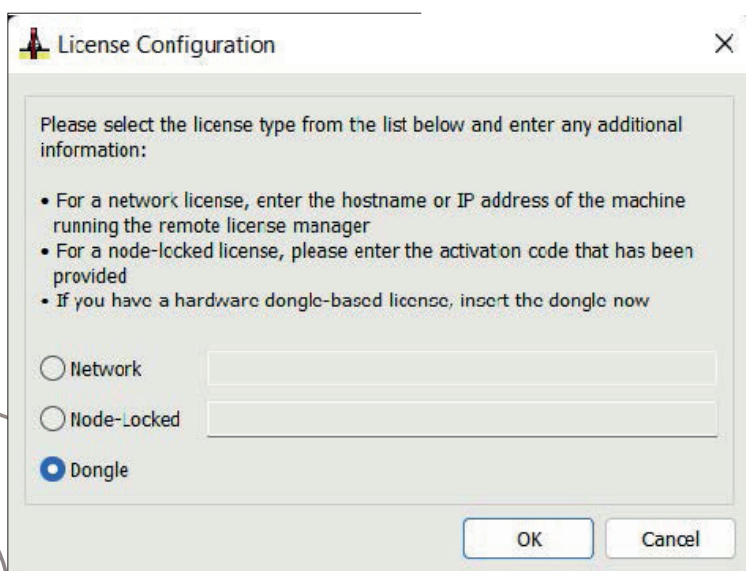 License Configuration
Please select the license type from the list below and enter any additional
information:
• For a network license, enter the hostname or IP address of the machine
running the remote license manager
• For a node-locked license, please enter the activation code that has been
provided
• If you have a hardware dongle-based license, insert the dongle now
Network
Node-Locked
Dongle
OK Cancel